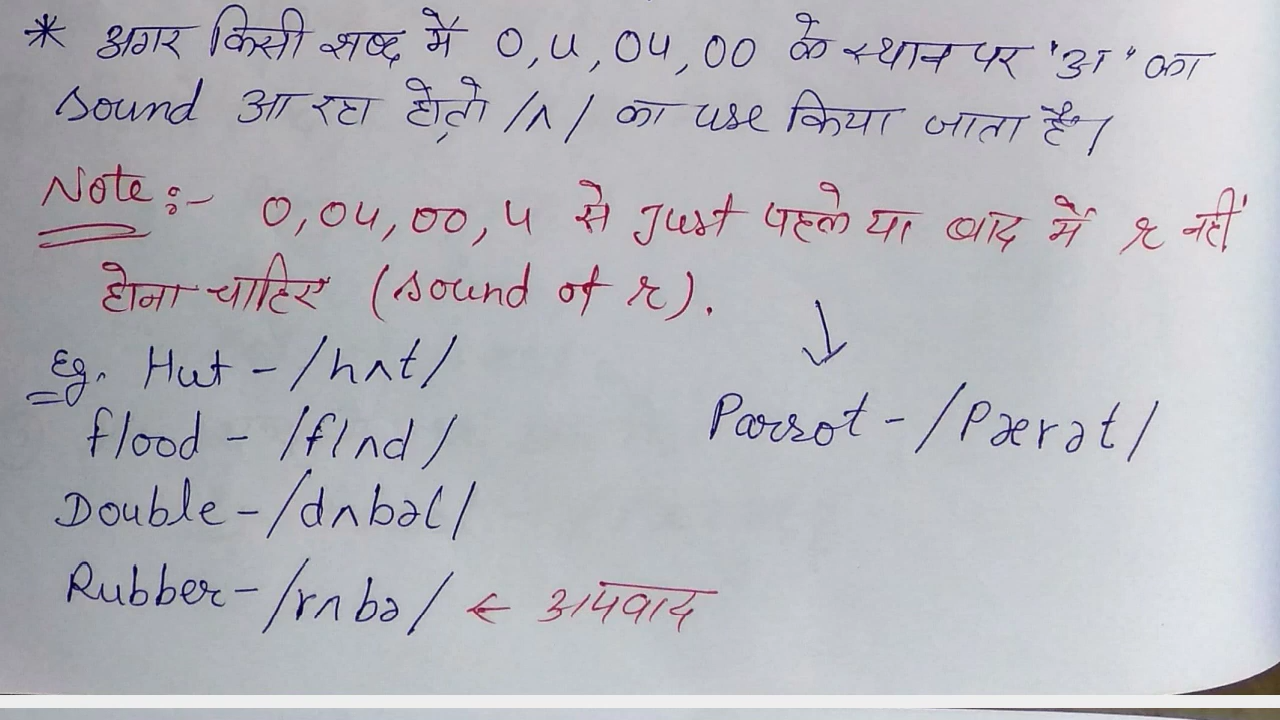 * अगर किसी शब्द में o, u, ou, oo के स्थान पर 'अ' का
sound आ रहा हो, तो /ʌ/ का use किया जाता है।
Note :- o, ou, oo, u से Just पहले या बाद में r नहीं
होना चाहिए (sound of r).
Eg. Hut - /hʌt/
flood - /flʌd/
Parrot - /Pærət/
Double - /dʌbəl/
Rubber - /rʌbə/ ← अपवाद